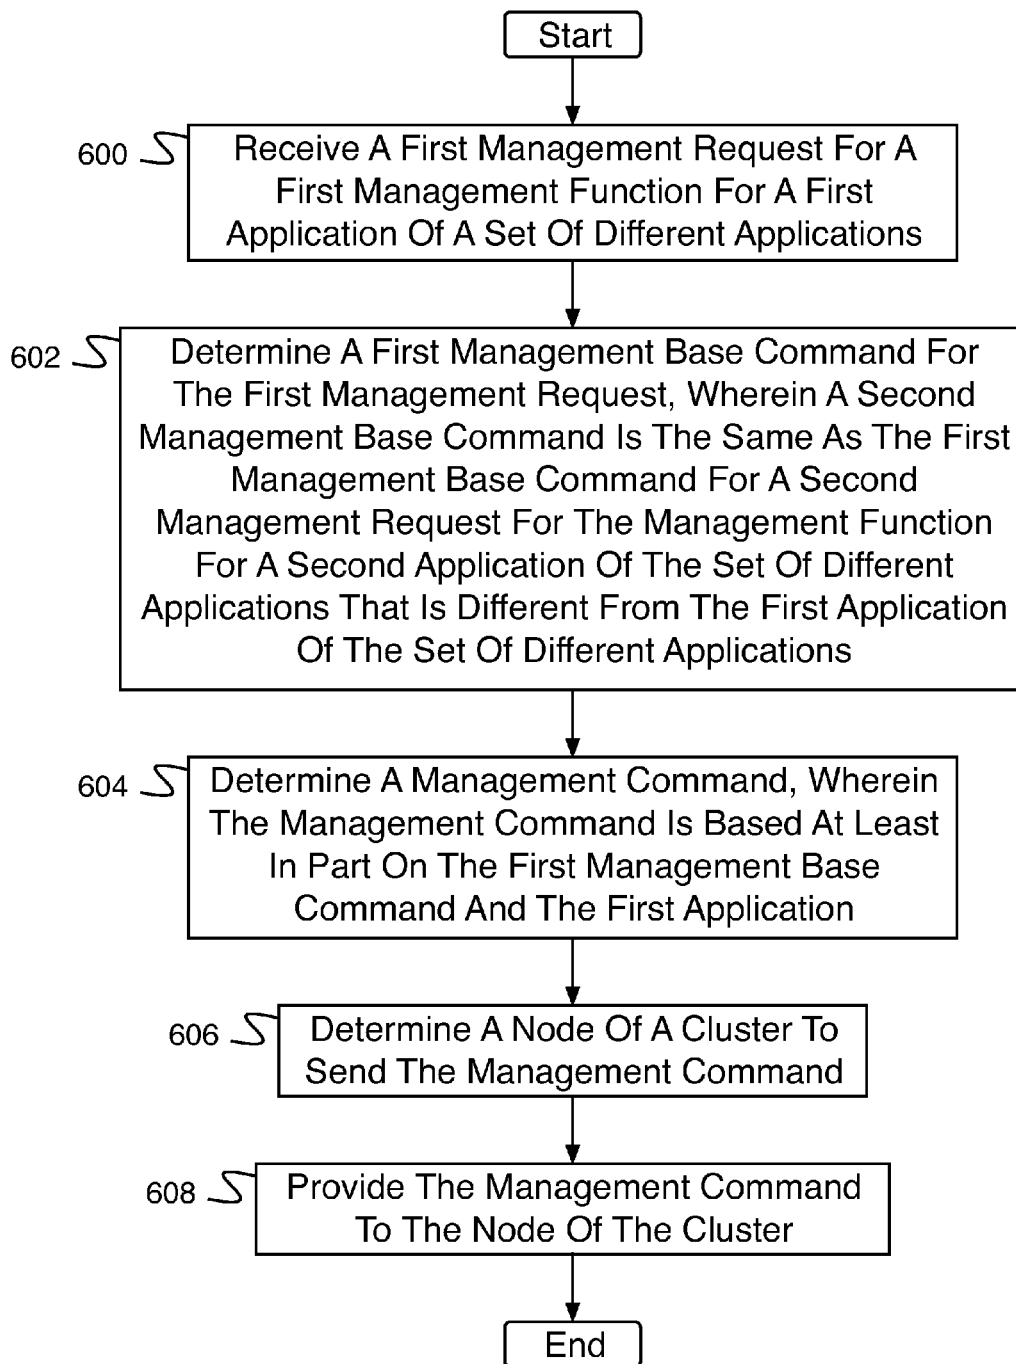 Start
600
Receive A First Management Request For A
First Management Function For A First
Application Of A Set Of Different Applications
602
Determine A First Management Base Command For
The First Management Request, Wherein A Second
Management Base Command Is The Same As The First
Management Base Command For A Second
Management Request For The Management Function
For A Second Application Of The Set Of Different
Applications That Is Different From The First Application
Of The Set Of Different Applications
604
Determine A Management Command, Wherein
The Management Command Is Based At Least
In Part On The First Management Base
Command And The First Application
606
Determine A Node Of A Cluster To
Send The Management Command
608
Provide The Management Command
To The Node Of The Cluster
End